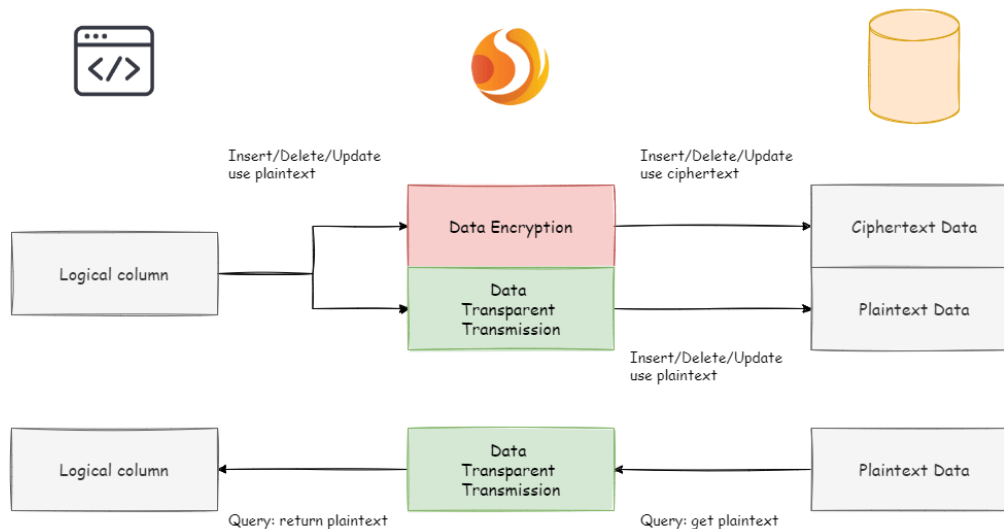 </>
Insert/Delete/Update
use plaintext
Insert/Delete/Update
use ciphertext
Logical column
Data Encryption
Ciphertext Data
Data
Transparent
Transmission
Plaintext Data
Insert/Delete/Update
use plaintext
Logical column
Data
Transparent
Transmission
Plaintext Data
Query: return plaintext
Query: get plaintext